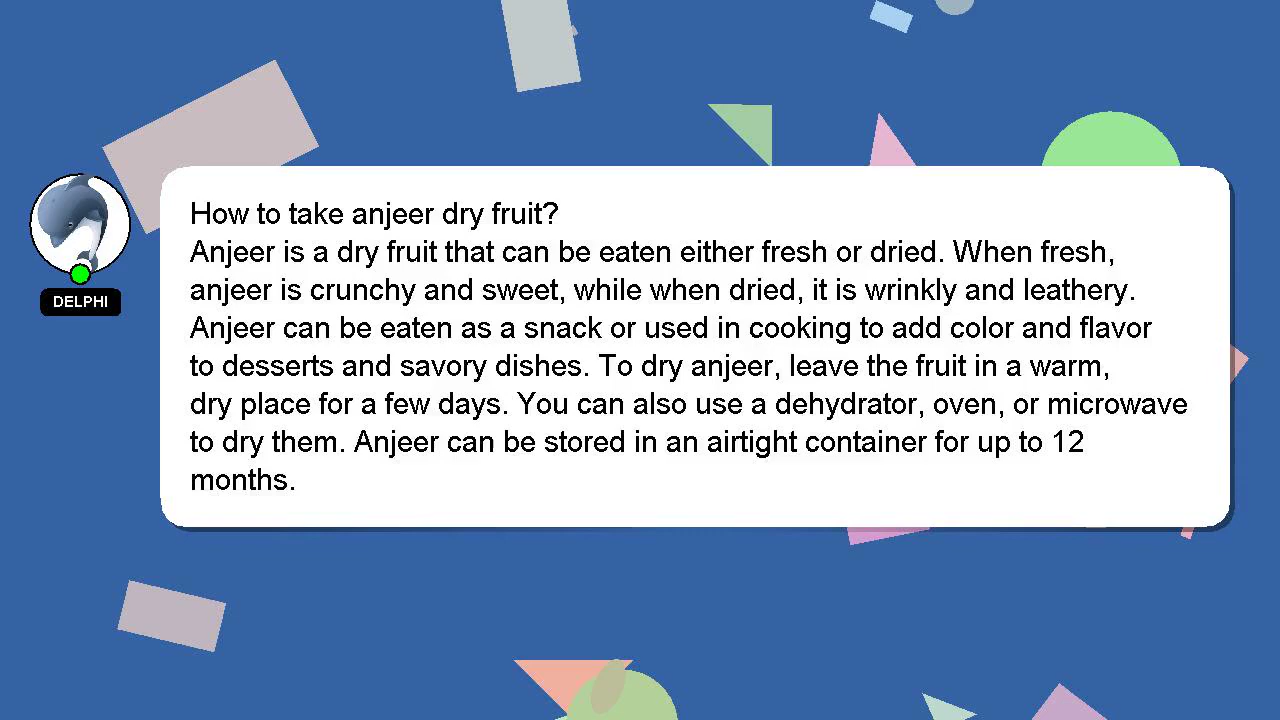 How to take anjeer dry fruit?
Anjeer is a dry fruit that can be eaten either fresh or dried. When fresh,
anjeer is crunchy and sweet, while when dried, it is wrinkly and leathery.
Anjeer can be eaten as a snack or used in cooking to add color and flavor
to desserts and savory dishes. To dry anjeer, leave the fruit in a warm,
dry place for a few days. You can also use a dehydrator, oven, or microwave
to dry them. Anjeer can be stored in an airtight container for up to 12
months.
DELPHI